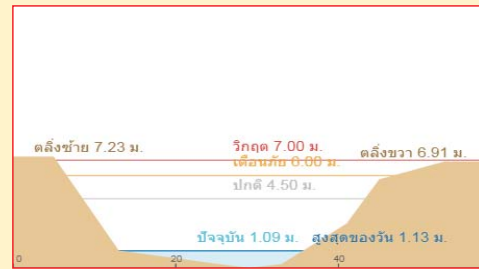 ตลิ่งซ้าย 7.23 ม. วิกฤต 7.00 ม. ตลิ่งขวา 6.91 ม.
เตือนภัย 6.00 ม.
ปกติ 4.50 ม.
ปัจจุบัน 1.09 ม. สูงสุดของวัน 1.13 ม.
0 20 40